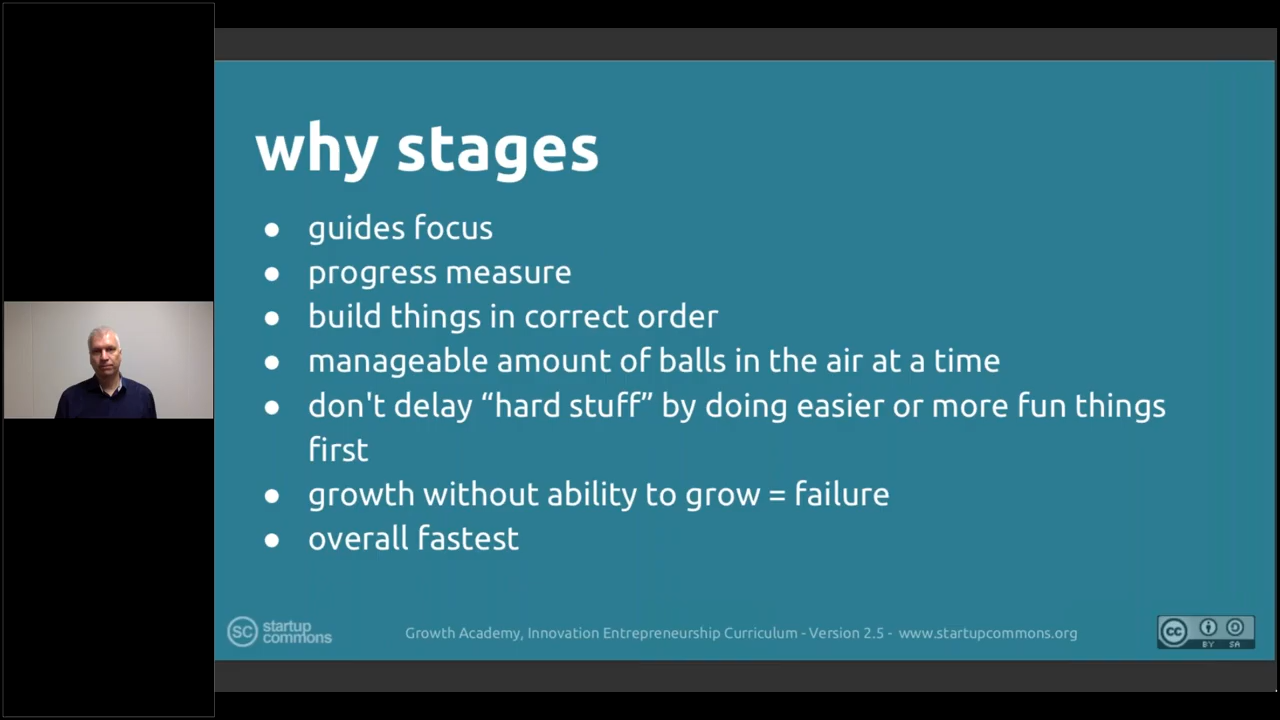 why stages
● guides focus
● progress measure
● build things in correct order
● manageable amount of balls in the air at a time
● don't delay “hard stuff” by doing easier or more fun things
first
● growth without ability to grow = failure
● overall fastest
SC startup
commons
Growth Academy, Innovation Entrepreneurship Curriculum - Version 2.5 - www.startupcommons.org
cc
BY SA